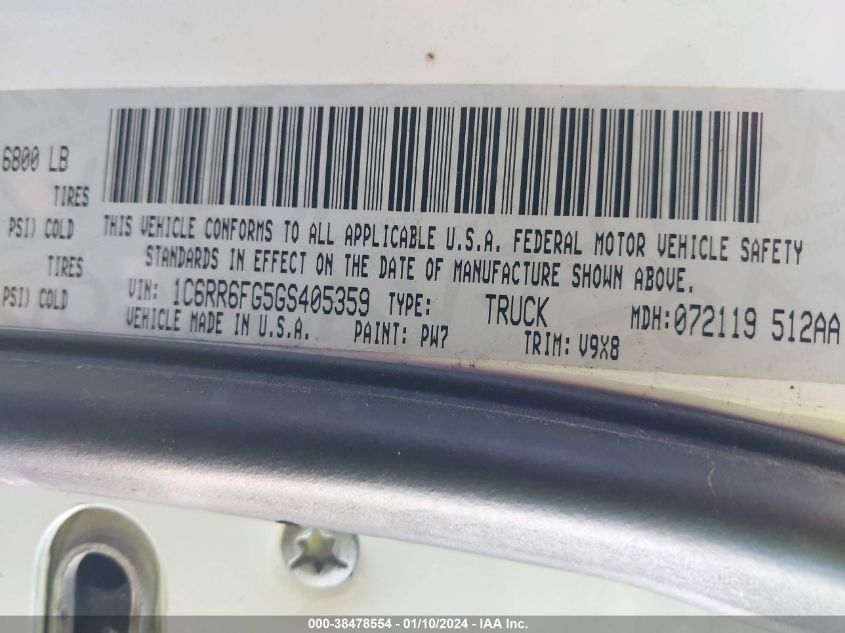 6800 LB
TIRES
PSI) COLD
TIRES
PSI) COLD
THIS VEHICLE CONFORMS TO ALL APPLICABLE U.S.A. FEDERAL MOTOR VEHICLE SAFETY
STANDARDS IN EFFECT ON THE DATE OF MANUFACTURE SHOWN ABOVE.
VIN: 1C6RR6FG5GS405359 TYPE: TRUCK MDH:072119 512AA
VEHICLE MADE IN U.S.A. PAINT: PW7 TRIM: V9X8
000-38478554 - 01/10/2024 - IAA Inc.